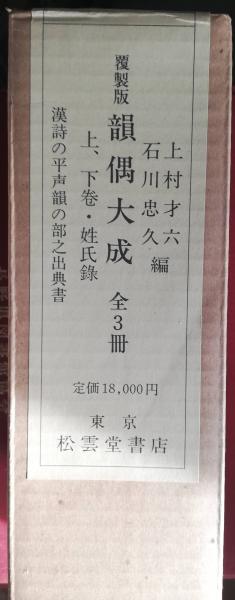 上村才六
石川忠久 編
覆製版 韻偶大成 全3冊
上、下卷・姓氏錄
漢詩の平声韻の部之出典書
定価18,000円
東京
松雲堂書店